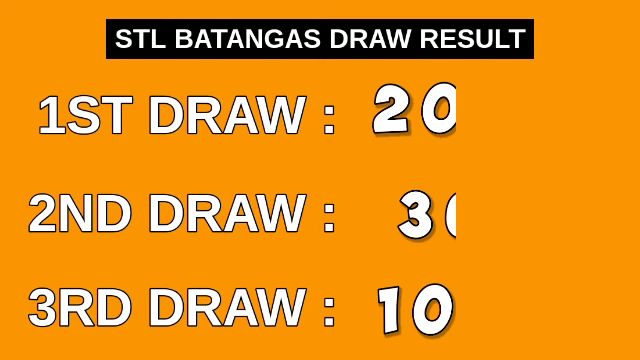 STL BATANGAS DRAW RESULT
1ST DRAW : 20
2ND DRAW : 3
3RD DRAW : 10